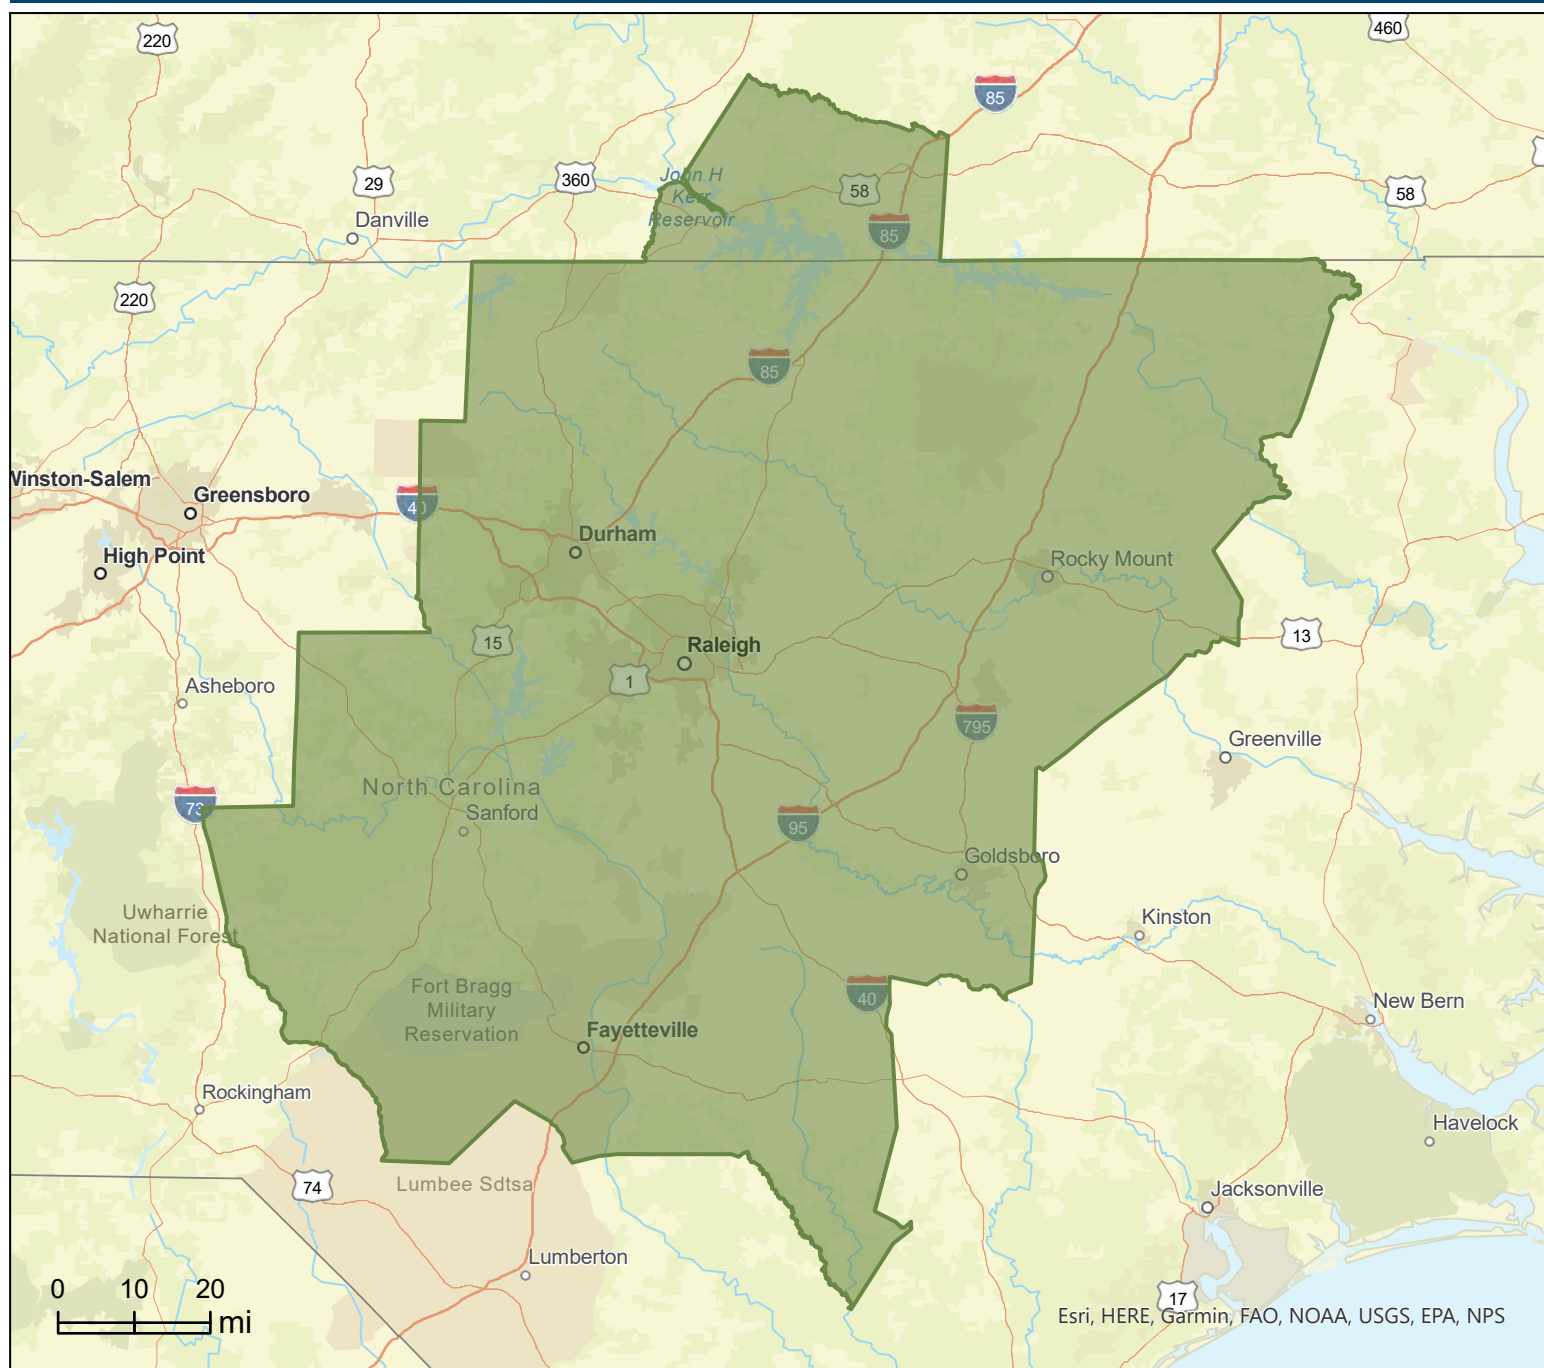 220
460
85
John H
Kerr
Reservoir
29
360
58
58
Danville
85
220
85
Winston-Salem
Greensboro
40
Durham
High Point
Rocky Mount
15
Raleigh
13
1
Asheboro
795
Greenville
North Carolina
73
Sanford
95
Goldsboro
Uwharrie
National Forest
Kinston
Fort Bragg
Military
Reservation
40
New Bern
Fayetteville
Rockingham
Havelock
74
Lumbee Sdtsa
Jacksonville
Lumberton
0 10 20
mi
17
Esri, HERE, Garmin, FAO, NOAA, USGS, EPA, NPS